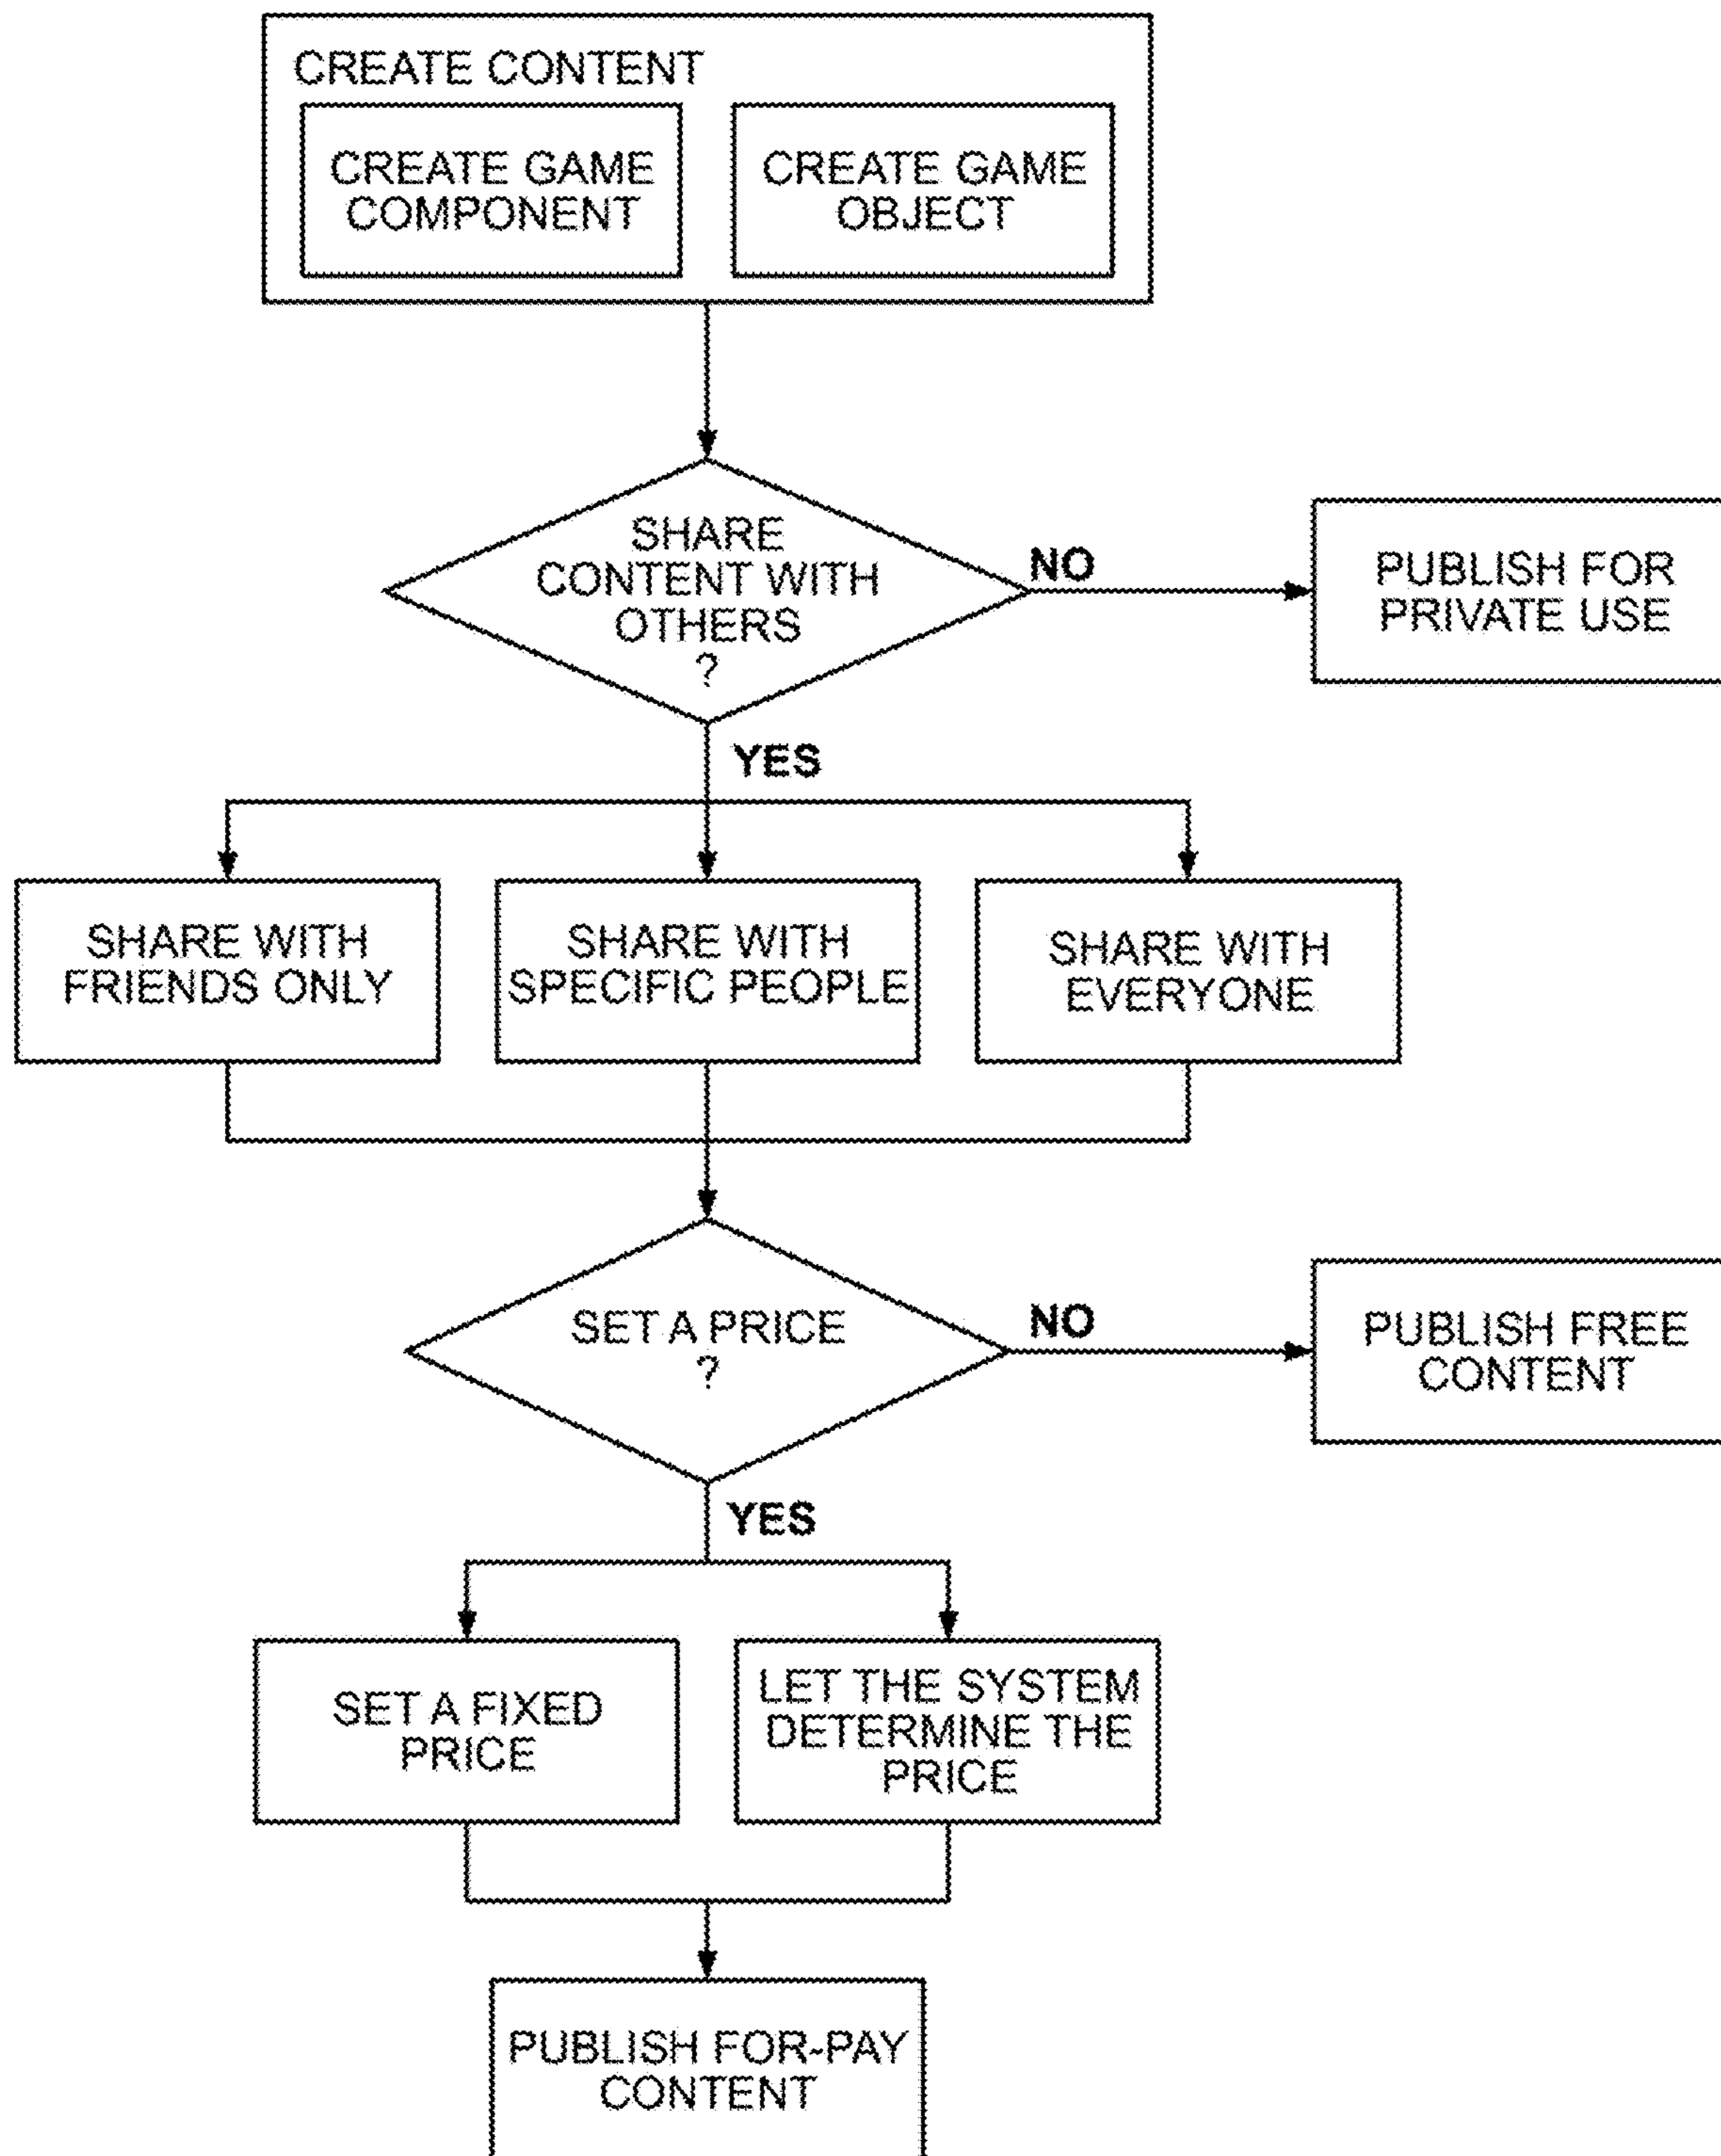 CREATE CONTENT
CREATE GAME
COMPONENT
CREATE GAME
OBJECT
SHARE
CONTENT WITH
OTHERS
?
NO
PUBLISH FOR
PRIVATE USE
YES
SHARE WITH
FRIENDS ONLY
SHARE WITH
SPECIFIC PEOPLE
SHARE WITH
EVERYONE
SET A PRICE
?
NO
PUBLISH FREE
CONTENT
YES
SET A FIXED
PRICE
LET THE SYSTEM
DETERMINE THE
PRICE
PUBLISH FOR-PAY
CONTENT